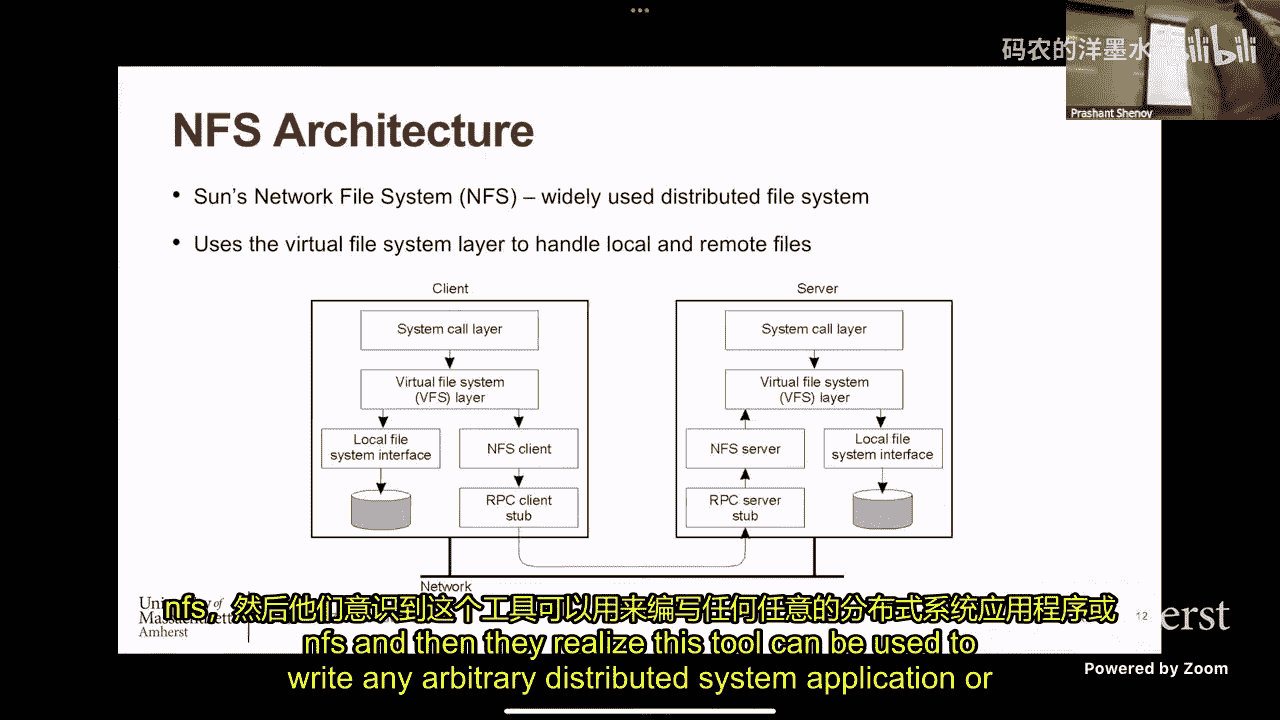 码农的洋墨水
bilibili
Prashant Shenoy
NFS Architecture
• Sun's Network File System (NFS) – widely used distributed file system
• Uses the virtual file system layer to handle local and remote files
Client
Server
System call layer
System call layer
Virtual file system
(VFS) layer
Virtual file system
(VFS) layer
Local file
system interface
NFS client
NFS server
Local file
system interface
RPC client
stub
RPC server
stub
Network
of
Amherst
12
erst
nfs，然后他们意识到这个工具可以用来编写任何任意的分布式系统应用程序或
nfs and then they realize this tool can be used to
write any arbitrary distributed system application or
Powered by Zoom